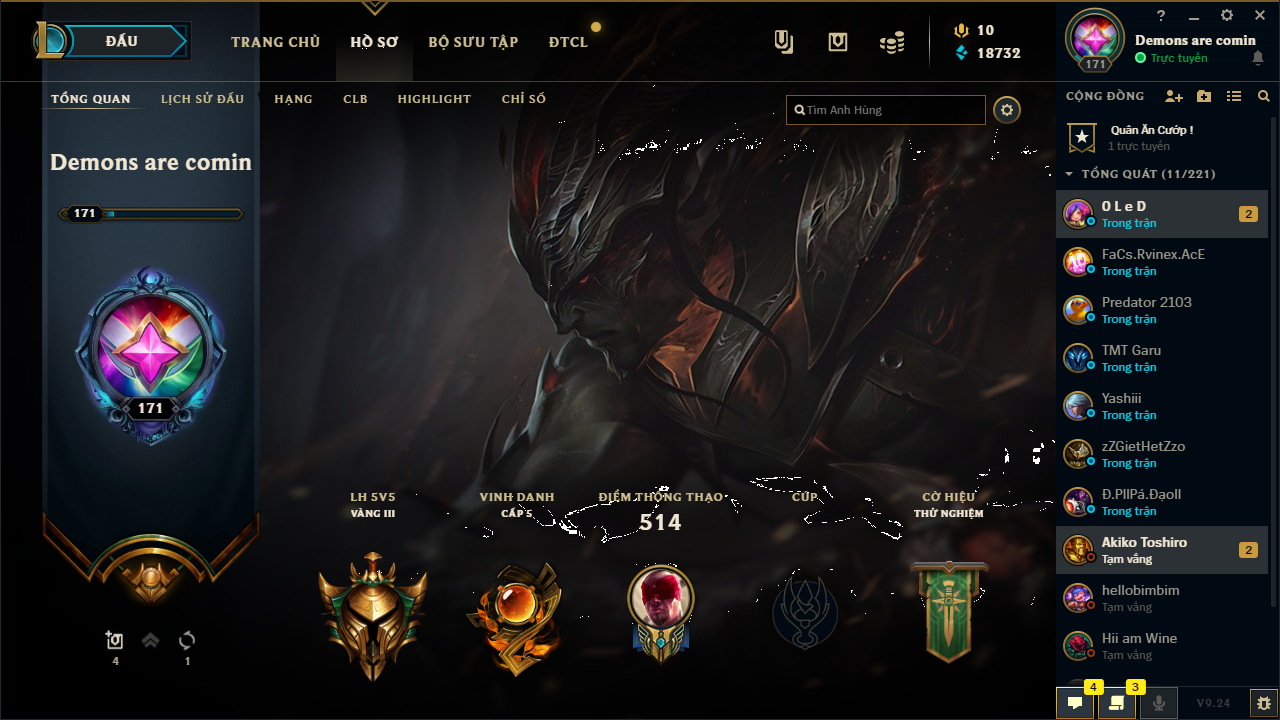 ĐẤU
TRANG CHỦ
HỒ SƠ
BỘ SƯU TẬP
ĐTCL
10
18732
171
Demons are comin
Trực tuyến
TỔNG QUAN
LỊCH SỬ ĐẤU
HẠNG
CLB
HIGHLIGHT
CHỈ SỐ
Tìm Anh Hùng
Demons are comin
171
171
LH 5V5
VÀNG III
VINH DANH
CẤP 5
ĐIỂM THÔNG THẠO
514
CÚP
CỜ HIỆU
THỬ NGHIỆM
4
1
CỘNG ĐỒNG
Quân Ăn Cướp !
1 trực tuyến
TỔNG QUÁT (11/221)
O L e D
Trong trận
2
FaCs.Rvinex.AcE
Trong trận
Predator 2103
Trong trận
TMT Garu
Trong trận
Yashiii
Trong trận
zZGietHetZzo
Trong trận
Đ.PIIPá.Đạoll
Trong trận
Akiko Toshiro
Tạm vắng
2
hellobimbim
Tạm vắng
Hii am Wine
Tạm vắng
4
3
V9.24